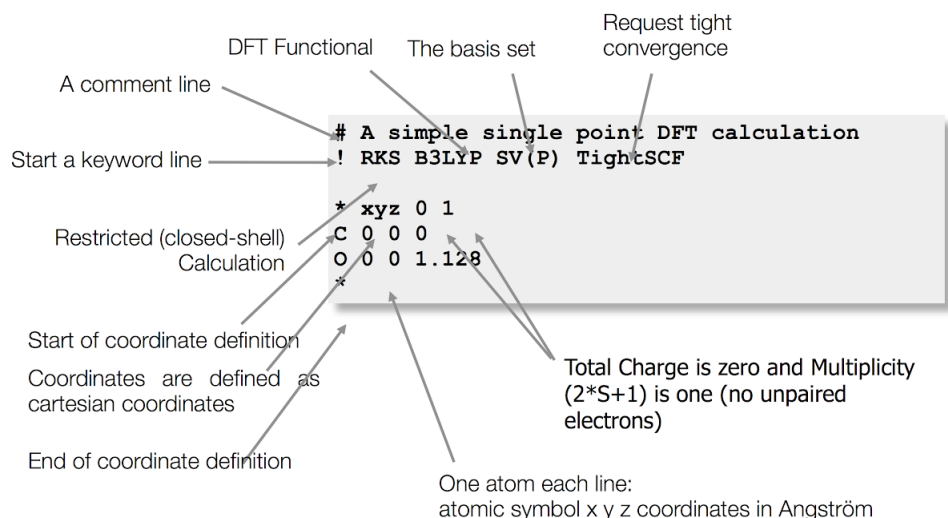 Request tight
convergence
DFT Functional
The basis set
A comment line
# A simple single point DFT calculation
Start a keyword line
! RKS B3LYP SV(P) TightSCF
* xyz 0 1
Restricted (closed-shell)
Calculation
C 0 0 0
O 0 0 1.128
*
Start of coordinate definition
Coordinates are defined as
cartesian coordinates
Total Charge is zero and Multiplicity
(2*S+1) is one (no unpaired
electrons)
End of coordinate definition
One atom each line:
atomic symbol x y z coordinates in Angström